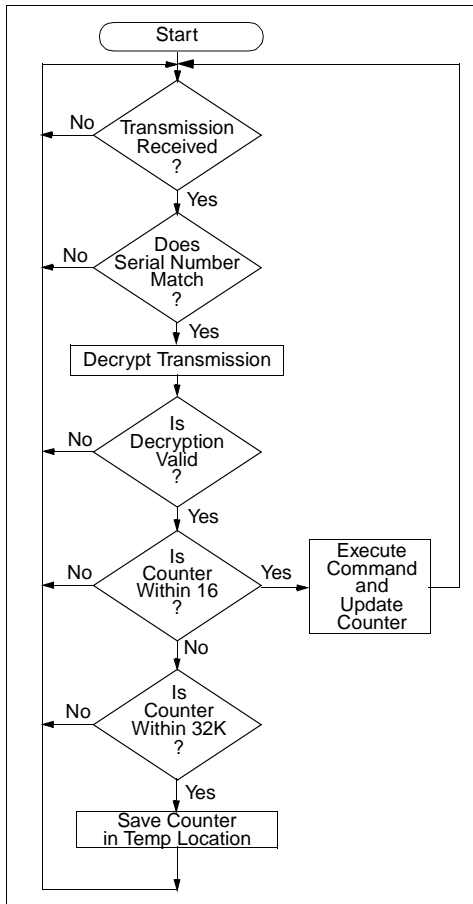 Start
No
Transmission
Received
?
Yes
Does
Serial Number
Match
?
No
Yes
Decrypt Transmission
Is
Decryption
Valid
?
No
Yes
Is
Counter
Within 16
?
No
Yes
Execute
Command
and
Update
Counter
No
Is
Counter
Within 32K
?
No
Yes
Save Counter
in Temp Location